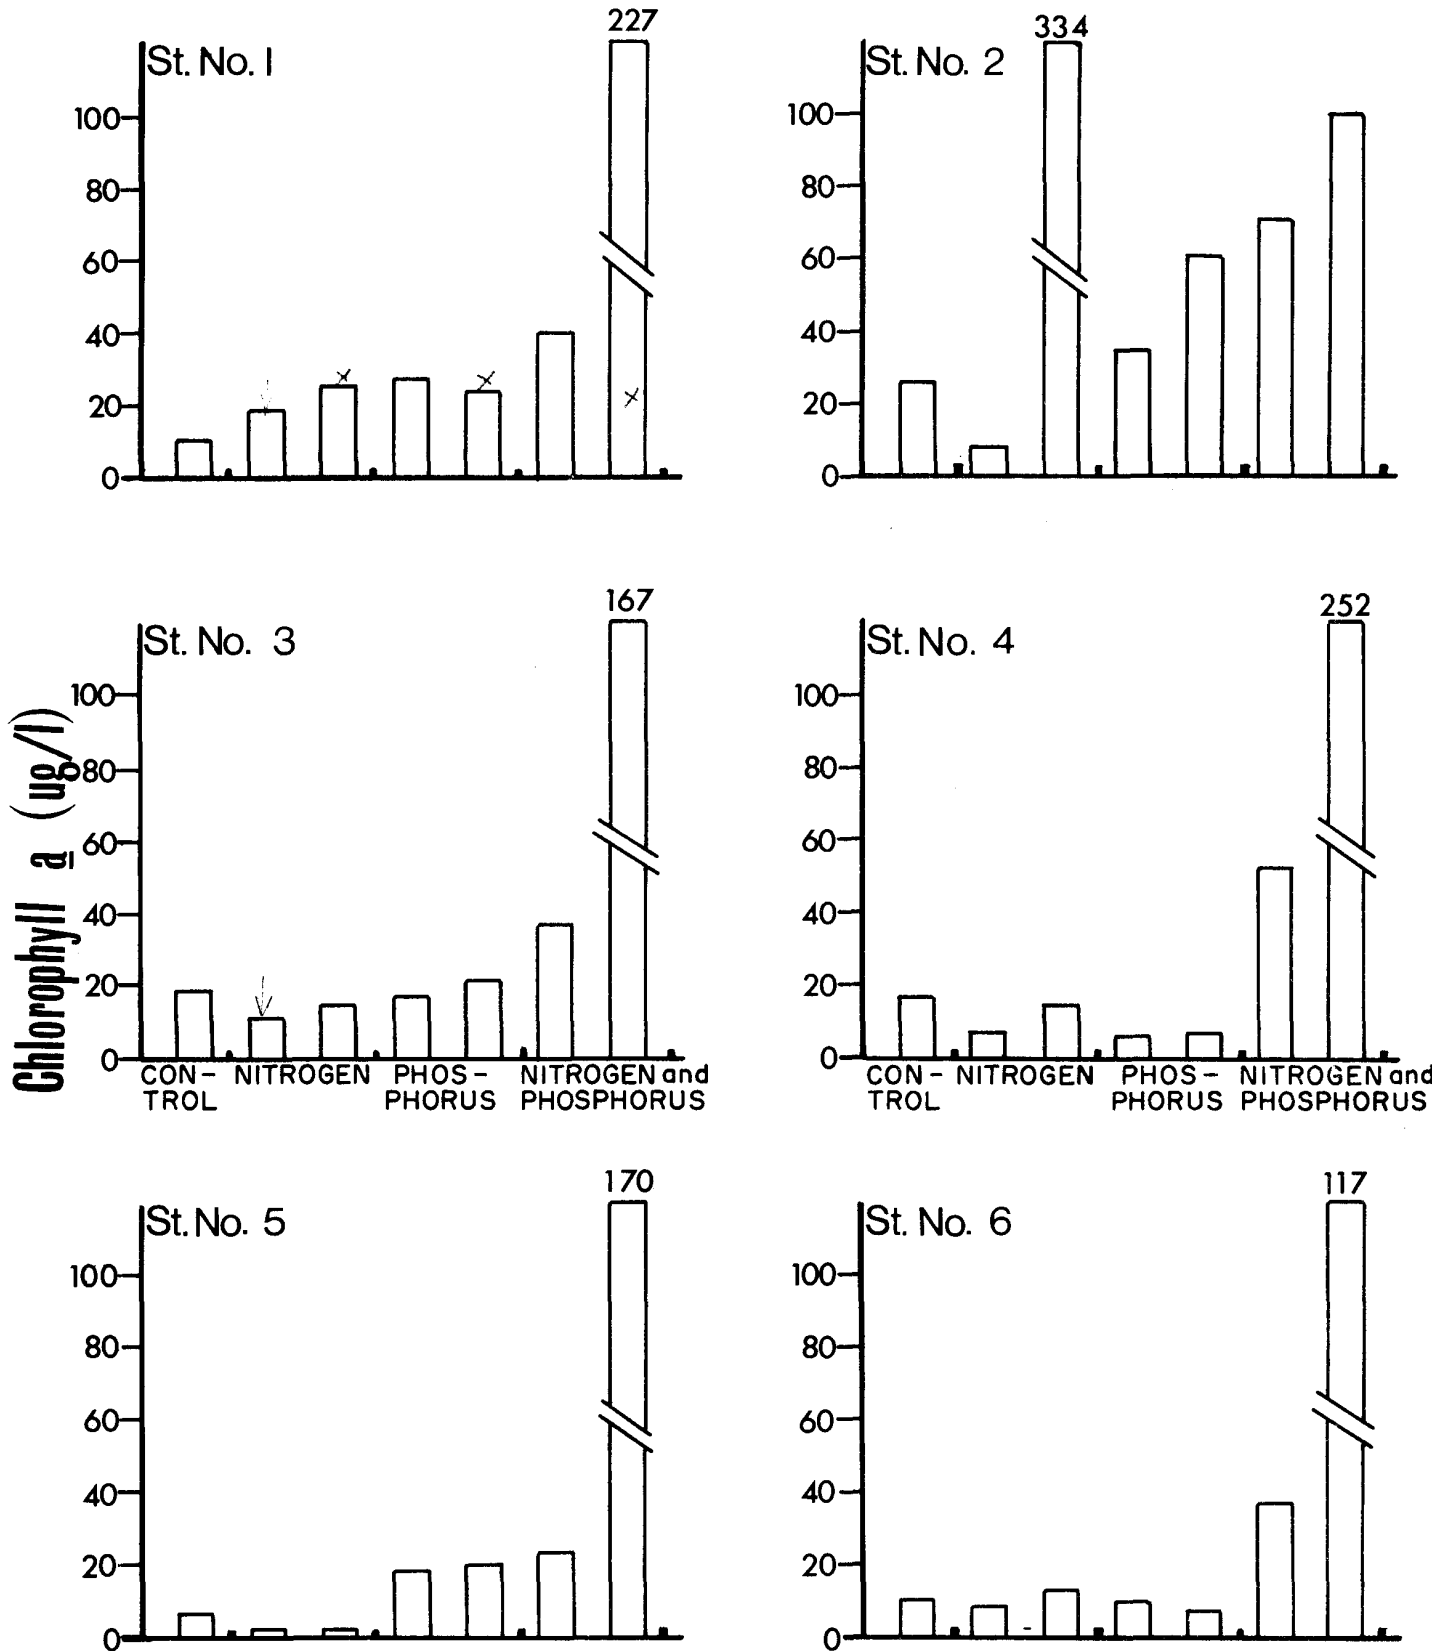 227
St. No. 1
100
80
60
40
20
0
334
St. No. 2
100
80
60
40
20
0
Chlorophyll a (ug/l)
167
St. No. 3
100
80
60
40
20
0
CON-
TROL
NITROGEN
PHOS-
PHORUS
NITROGEN and
PHOSPHORUS
252
St. No. 4
100
80
60
40
20
0
CON-
TROL
NITROGEN
PHOS-
PHORUS
NITROGEN and
PHOSPHORUS
170
St. No. 5
100
80
60
40
20
0
117
St. No. 6
100
80
60
40
20
0